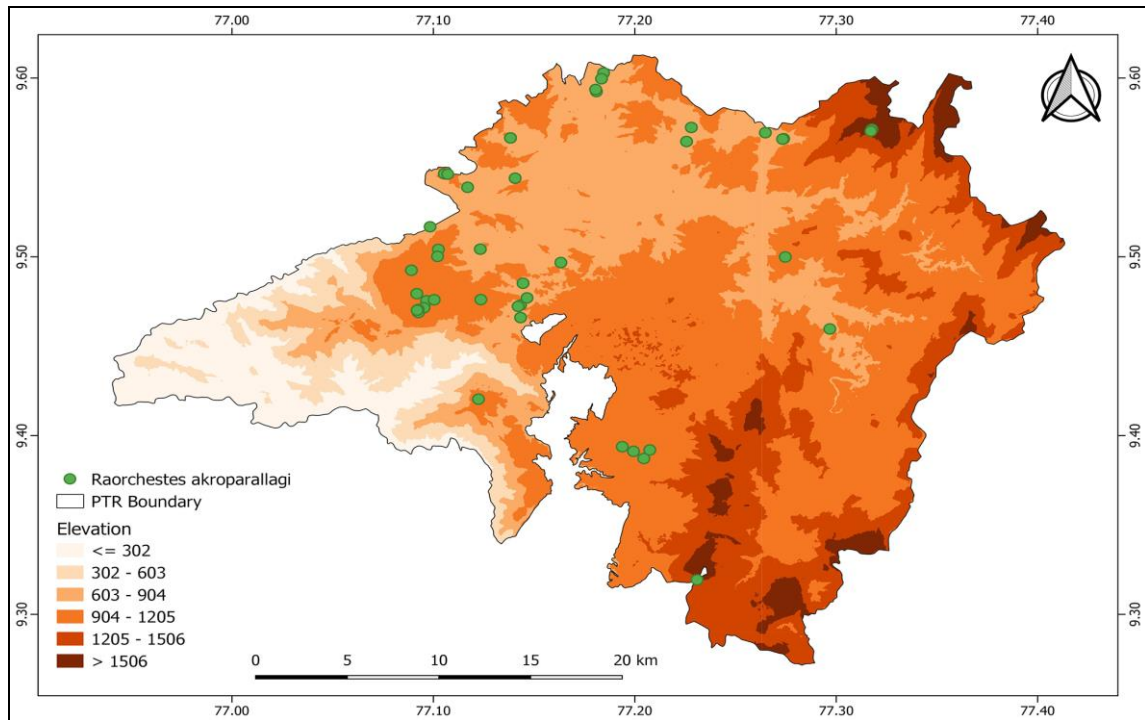 77.00 77.10 77.20 77.30 77.40
9.60 9.60
9.50 9.50
9.40 9.40
9.30 9.30
Raorchestes akroparallagi
PTR Boundary
Elevation
<= 302
302 - 603
603 - 904
904 - 1205
1205 - 1506
> 1506
0 5 10 15 20 km
77.00 77.10 77.20 77.30 77.40